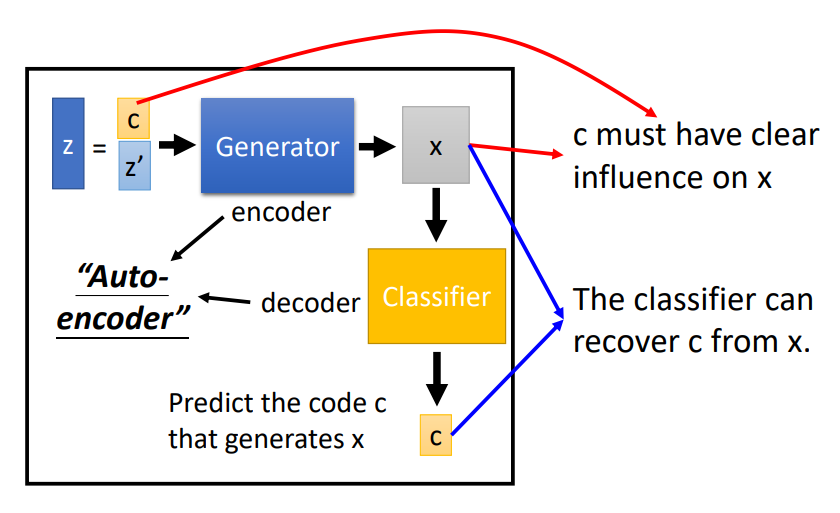 z
=
c
z’
Generator
x
c must have clear
influence on x
encoder
“Auto-
encoder”
decoder
Classifier
The classifier can
recover c from x.
Predict the code c
that generates x
c